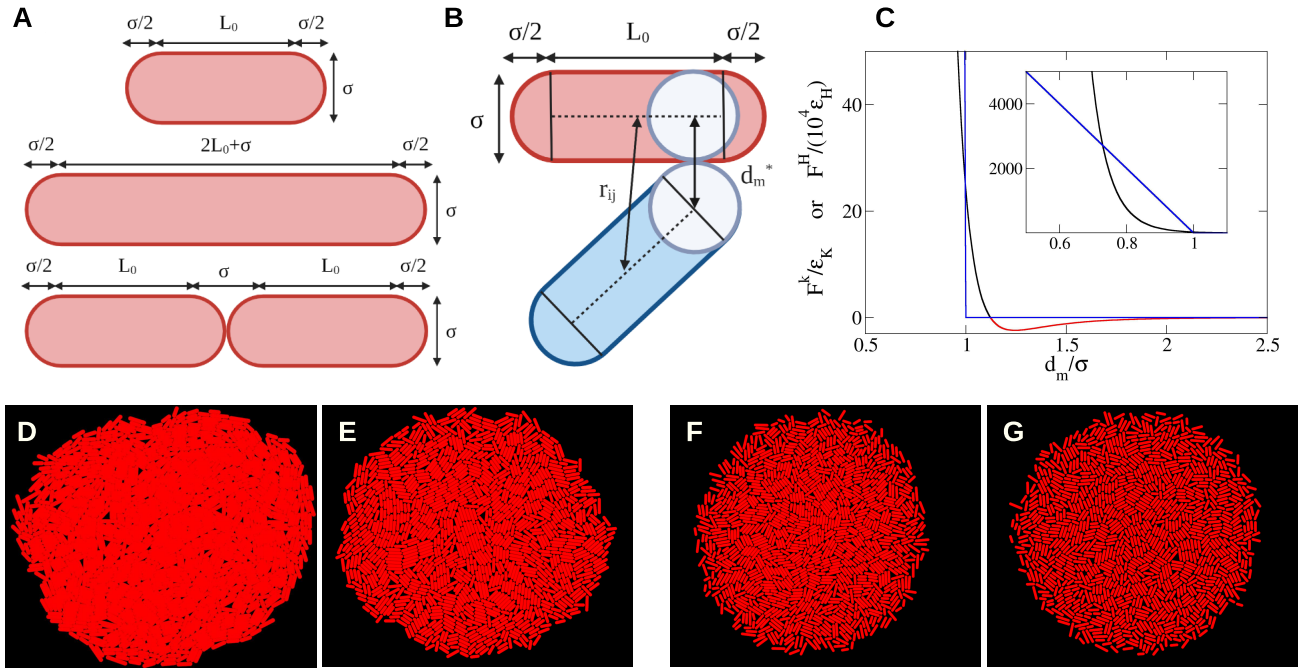 A
σ/2 L₀ σ/2
σ
σ/2 2L₀+σ σ/2
σ
σ/2 L₀ σ L₀ σ/2
σ
B
σ/2 L₀ σ/2
σ
r_ij
d_m*
C
F^k/ε_K or F^H/(10^4 ε_H)
40
20
0
0.5 1 1.5 2 2.5
d_m/σ
4000
2000
0.6 0.8 1
D
E
F
G